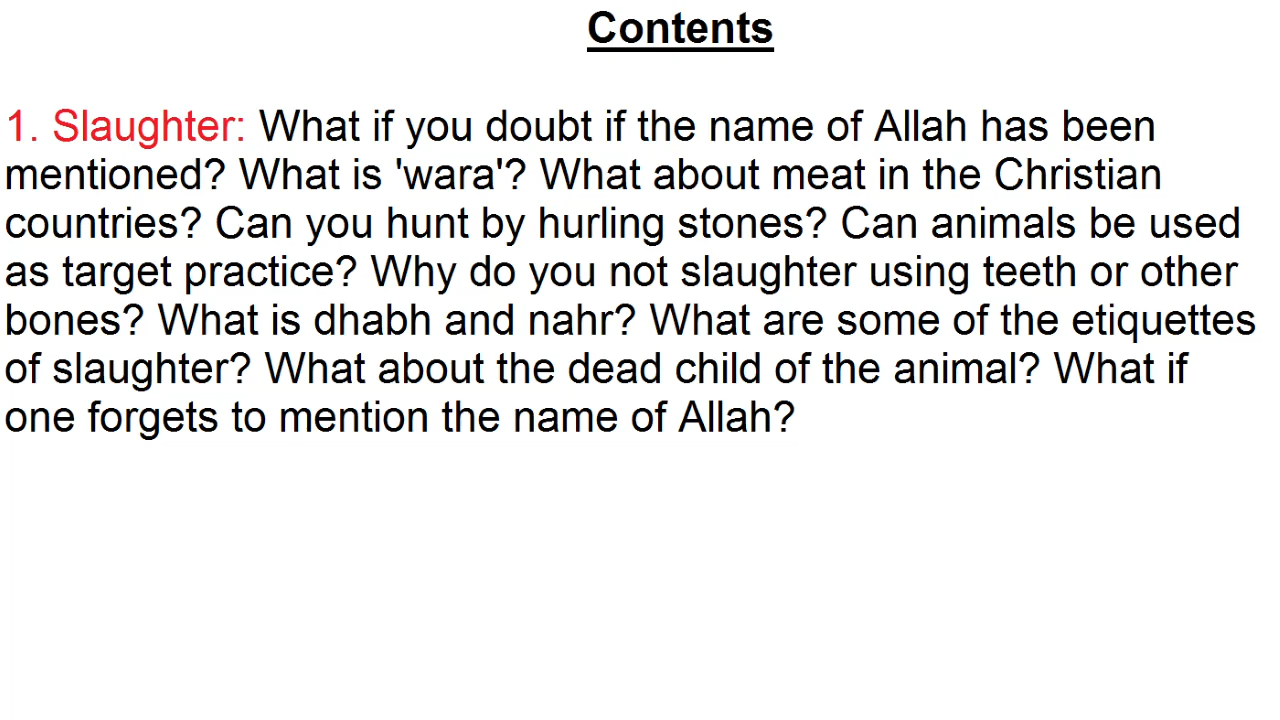 Contents
1. Slaughter: What if you doubt if the name of Allah has been
mentioned? What is 'wara'? What about meat in the Christian
countries? Can you hunt by hurling stones? Can animals be used
as target practice? Why do you not slaughter using teeth or other
bones? What is dhabh and nahr? What are some of the etiquettes
of slaughter? What about the dead child of the animal? What if
one forgets to mention the name of Allah?